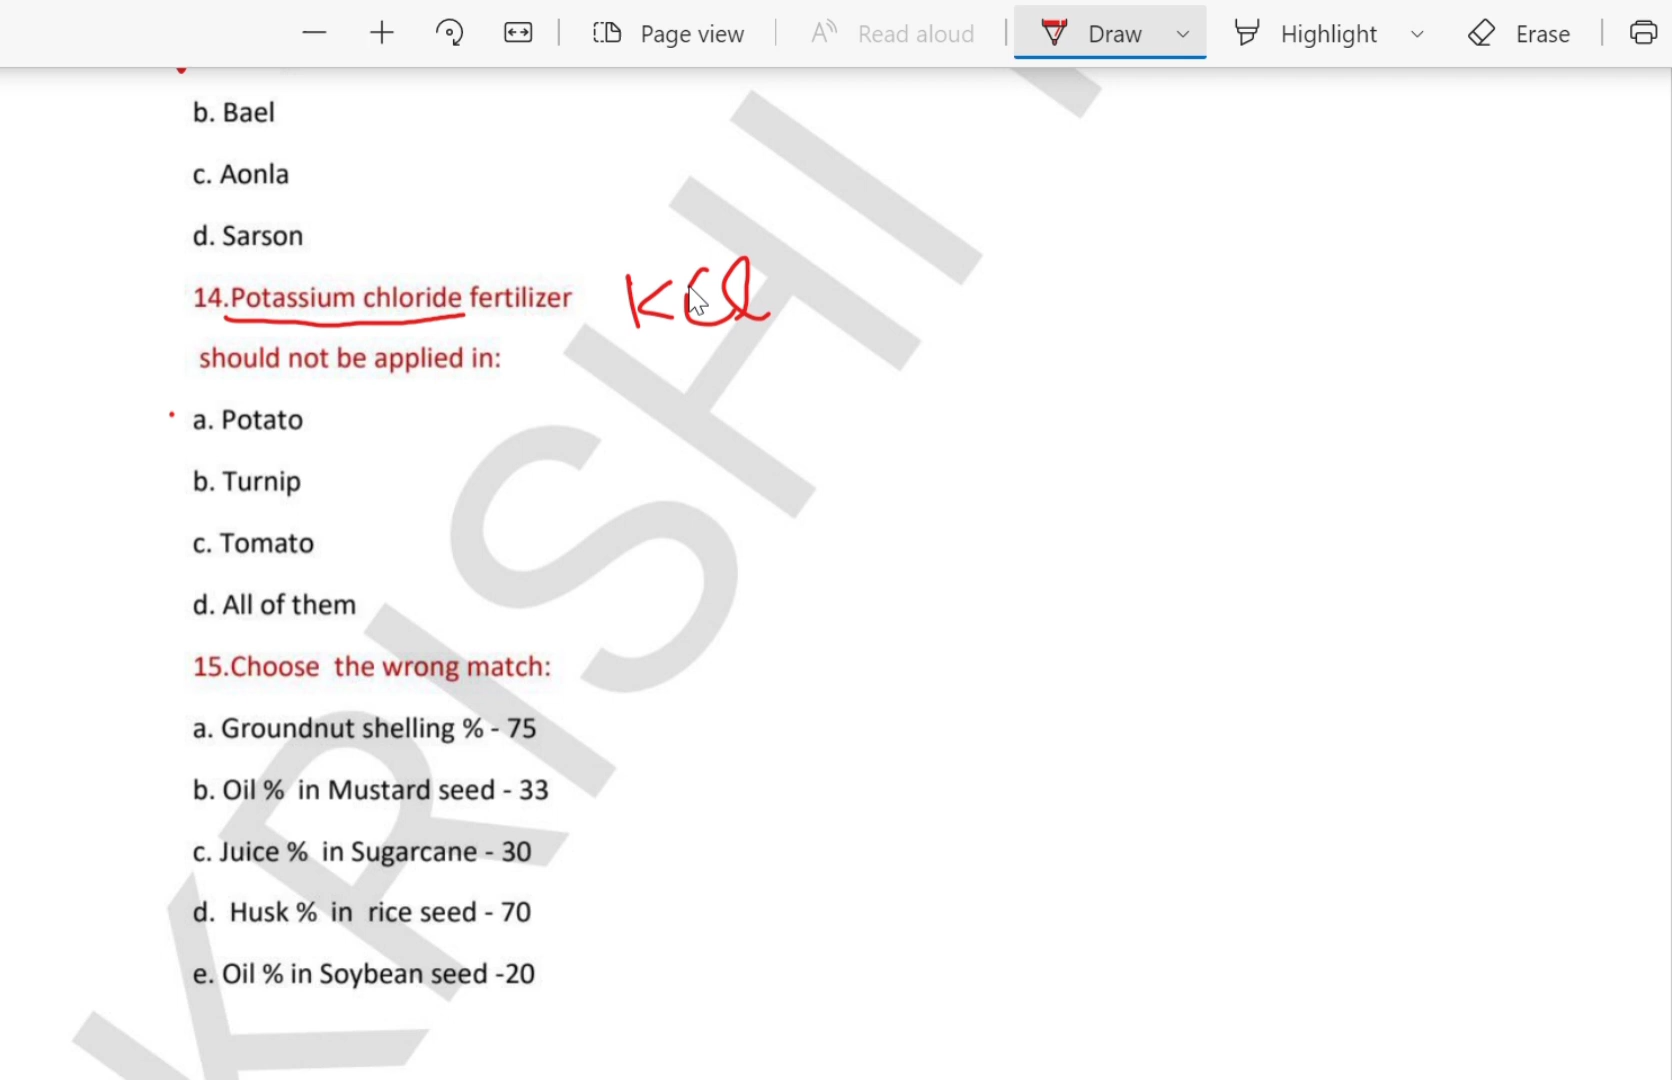 Page view
Read aloud
Draw
Highlight
Erase
b. Bael
c. Aonla
d. Sarson
14.Potassium chloride fertilizer KCl
should not be applied in:
a. Potato
b. Turnip
c. Tomato
d. All of them
15.Choose the wrong match:
a. Groundnut shelling % - 75
b. Oil % in Mustard seed - 33
c. Juice % in Sugarcane - 30
d. Husk % in rice seed - 70
e. Oil % in Soybean seed -20
KRISHI